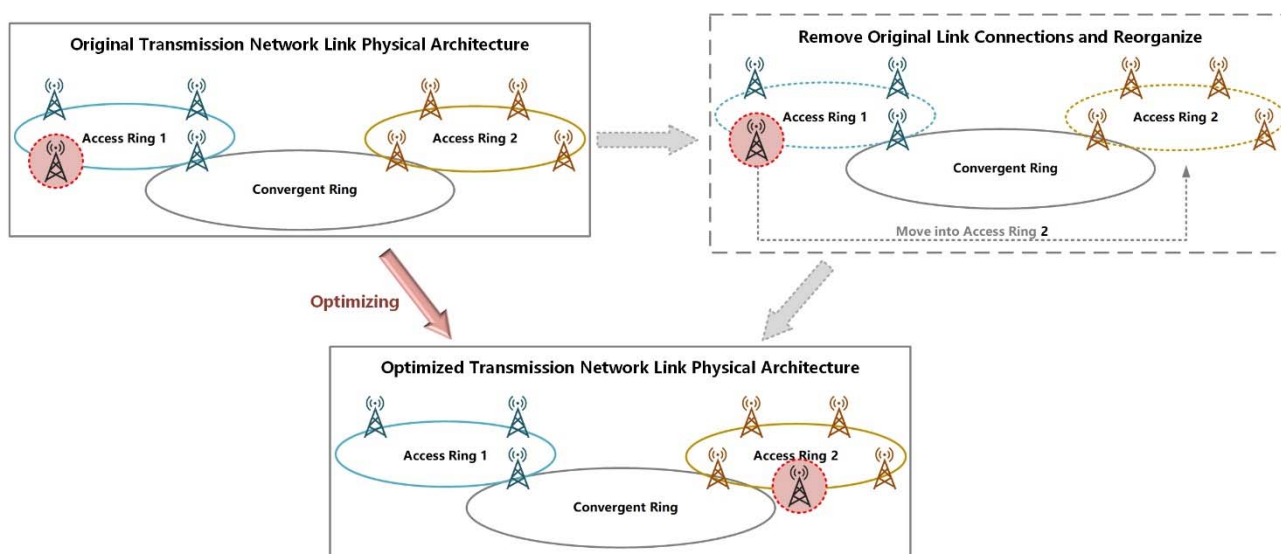 Original Transmission Network Link Physical Architecture
Access Ring 1
Access Ring 2
Convergent Ring
Remove Original Link Connections and Reorganize
Access Ring 1
Access Ring 2
Convergent Ring
Move into Access Ring 2
Optimizing
Optimized Transmission Network Link Physical Architecture
Access Ring 1
Access Ring 2
Convergent Ring